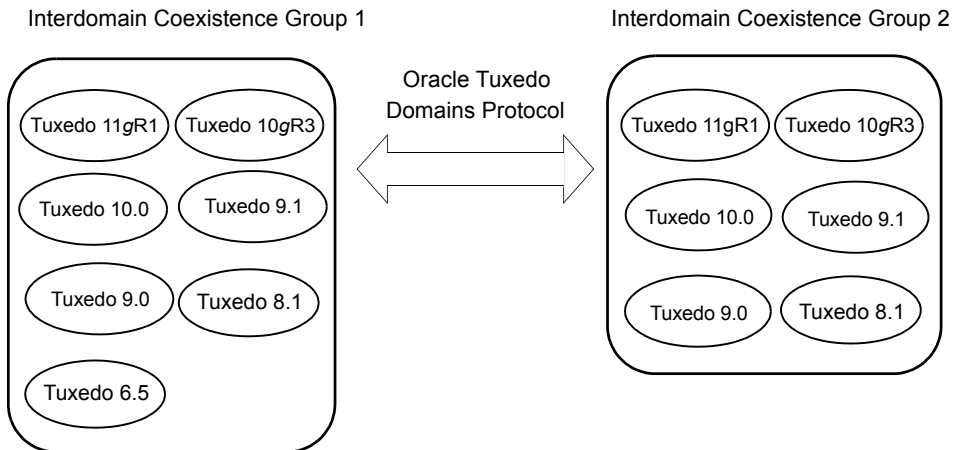 Interdomain Coexistence Group 1
Interdomain Coexistence Group 2
Oracle Tuxedo
Domains Protocol
Tuxedo 11gR1
Tuxedo 10gR3
Tuxedo 10.0
Tuxedo 9.1
Tuxedo 9.0
Tuxedo 8.1
Tuxedo 6.5
Tuxedo 11gR1
Tuxedo 10gR3
Tuxedo 10.0
Tuxedo 9.1
Tuxedo 9.0
Tuxedo 8.1